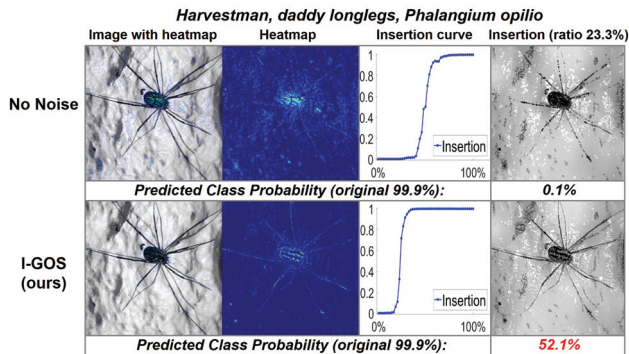 Harvestman, daddy longlegs, Phalangium opilio
Image with heatmap Heatmap Insertion curve Insertion (ratio 23.3%)
No Noise
1
0.8
0.6
0.4
0.2
0
Insertion
0% 100%
Predicted Class Probability (original 99.9%): 0.1%
I-GOS
(ours)
1
0.8
0.6
0.4
0.2
0
Insertion
0% 100%
Predicted Class Probability (original 99.9%): 52.1%